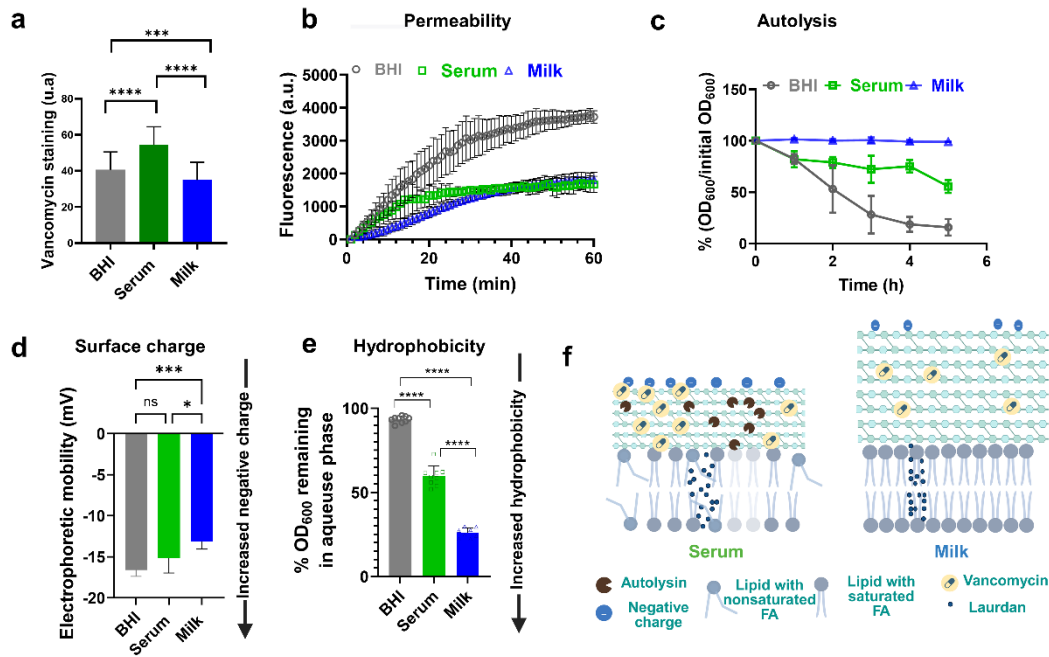 a
Vancomycin staining (u.a)
80
60
40
20
0
***
****
****
BHI
Serum
Milk
b
Permeability
BHI
Serum
Milk
Fluorescence (a.u.)
5000
4000
3000
2000
1000
0
0
20
40
60
Time (min)
c
Autolysis
BHI
Serum
Milk
% (OD600/initial OD600)
150
100
50
0
0
2
4
6
Time (h)
d
Surface charge
Electrophoretic mobility (mV)
0
-5
-10
-15
-20
***
ns
*
BHI
Serum
Milk
Increased negative charge
e
Hydrophobicity
% OD600 remaining
in aqueuse phase
100
50
0
****
****
****
BHI
Serum
Milk
Increased hydrophobicity
f
Serum
Milk
Autolysin
Negative
charge
Lipid with
nonsaturated
FA
Lipid with
saturated
FA
Vancomycin
Laurdan